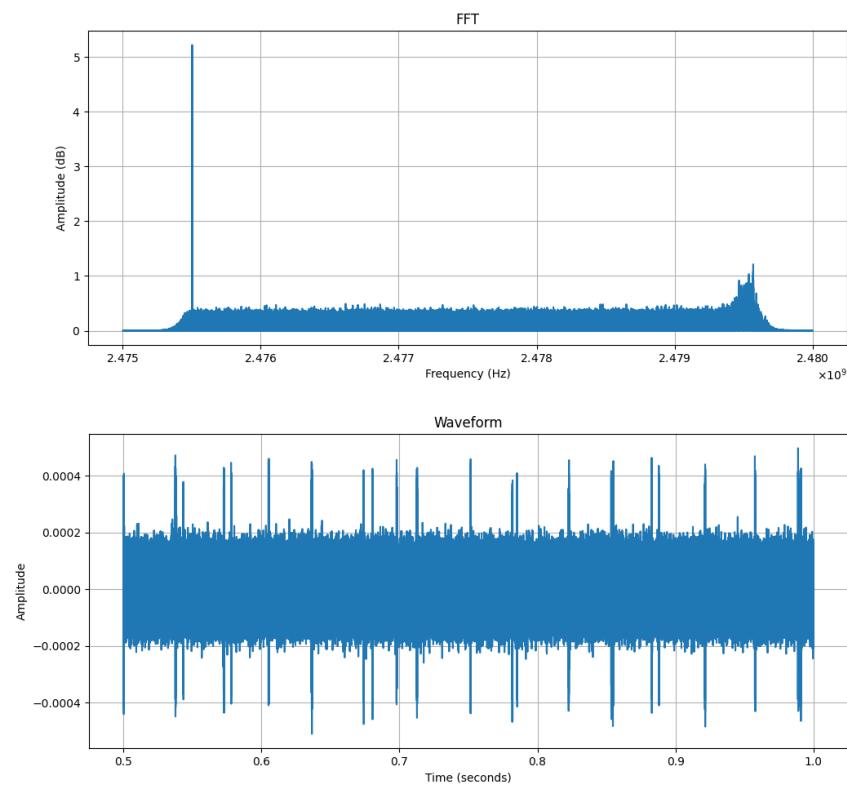 FFT
5
4
3
2
1
0
Amplitude (dB)
2.475 2.476 2.477 2.478 2.479 2.480
Frequency (Hz)
×10⁹
Waveform
0.0004
0.0002
0.0000
−0.0002
−0.0004
Amplitude
0.5 0.6 0.7 0.8 0.9 1.0
Time (seconds)